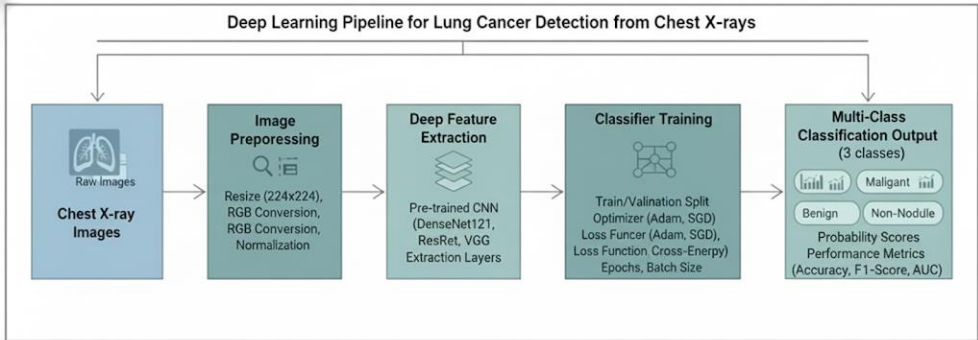 Deep Learning Pipeline for Lung Cancer Detection from Chest X-rays
Raw Images
Chest X-ray
Images
Image
Preporessing
Resize (224x224),
RGB Conversion,
RGB Conversion,
Normalization
Deep Feature
Extraction
Pre-trained CNN
(DenseNet121,
ResRet, VGG
Extraction Layers
Classifier Training
Train/Valination Split
Optimizer (Adam, SGD)
Loss Funcer (Adam, SGD),
Loss Function Cross-Enerpy)
Epochs, Batch Size
Multi-Class
Classification Output
(3 classes)
Maligant
Benign
Non-Nodule
Probability Scores
Performance Metrics
(Accuracy, F1-Score, AUC)